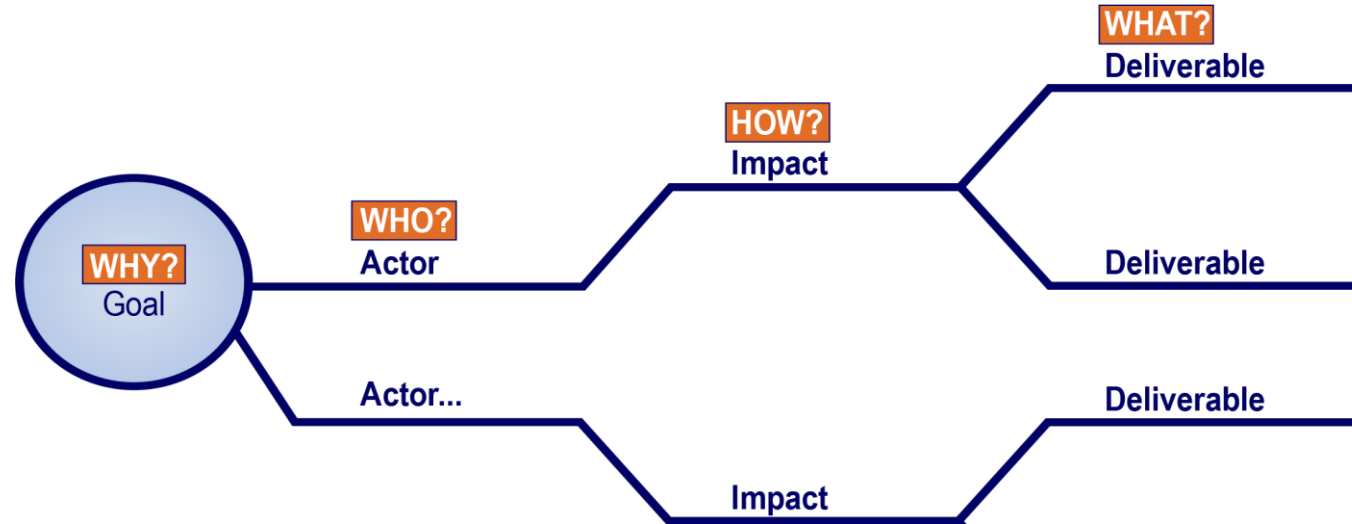 WHAT?
Deliverable
HOW?
Impact
WHO?
Actor
Deliverable
WHY?
Goal
Actor...
Deliverable
Impact